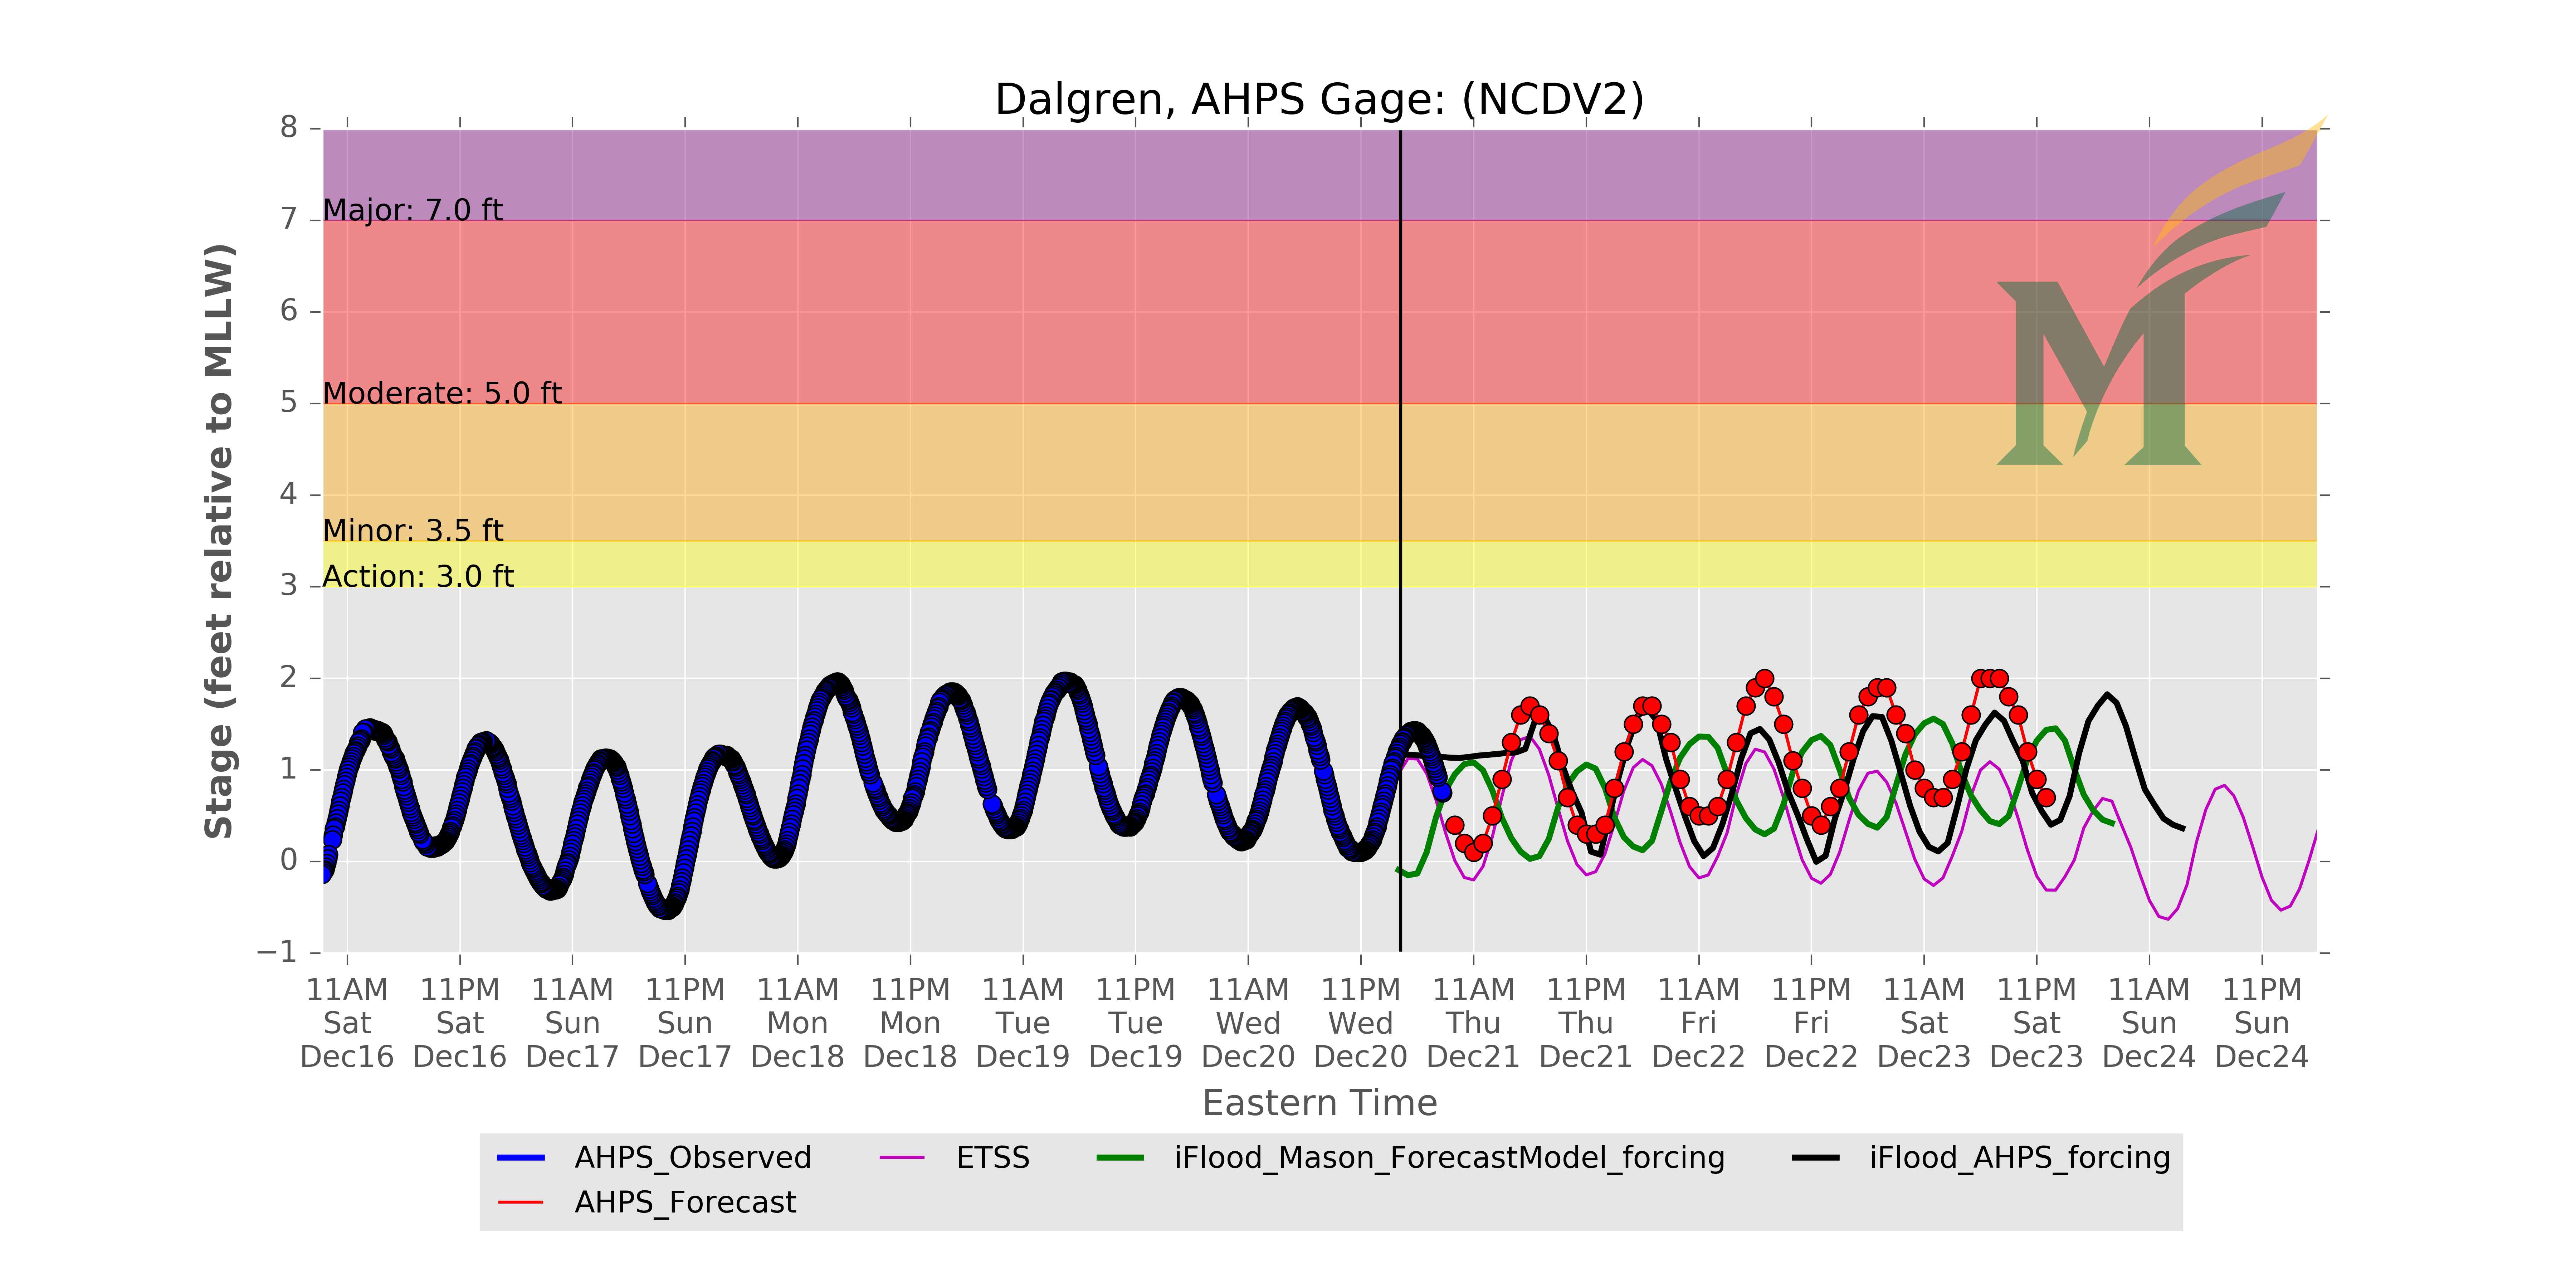 Dalgren, AHPS Gage: (NCDV2)
8
7
6
5
4
3
2
1
0
−1
Stage (feet relative to MLLW)
Major: 7.0 ft
Moderate: 5.0 ft
Minor: 3.5 ft
Action: 3.0 ft
M
11AM 11PM 11AM 11PM 11AM 11PM 11AM 11PM 11AM 11PM 11AM 11PM 11AM 11PM 11AM 11PM 11AM 11PM
Sat Sat Sun Sun Mon Mon Tue Tue Wed Wed Thu Thu Fri Fri Sat Sat Sun Sun
Dec16 Dec16 Dec17 Dec17 Dec18 Dec18 Dec19 Dec19 Dec20 Dec20 Dec21 Dec21 Dec22 Dec22 Dec23 Dec23 Dec24 Dec24
Eastern Time
AHPS_Observed ETSS iFlood_Mason_ForecastModel_forcing iFlood_AHPS_forcing
AHPS_Forecast